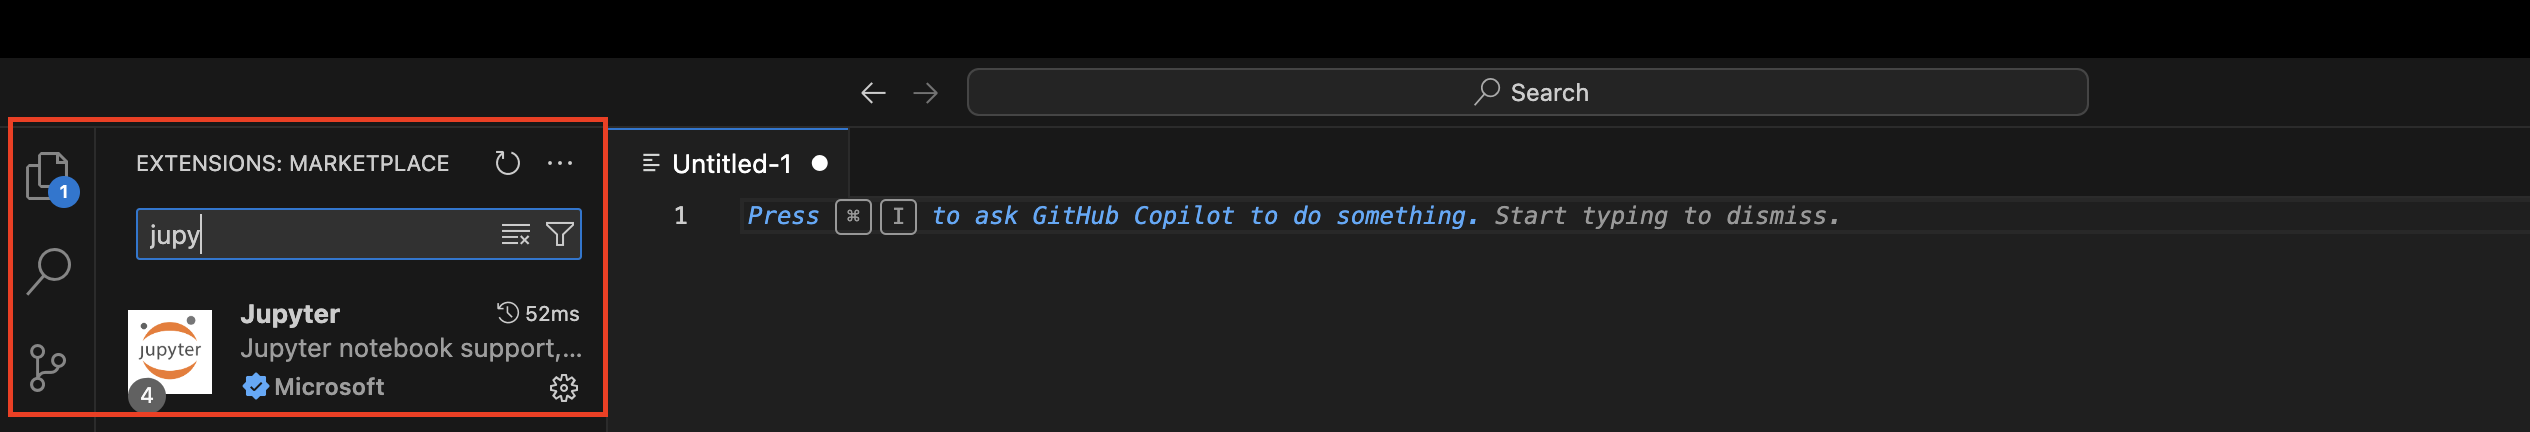 Search
EXTENSIONS: MARKETPLACE
1
jupy
Jupyter
52ms
Jupyter notebook support,...
Microsoft
jupyter
4
Untitled-1
1
Press ⌘ I to ask GitHub Copilot to do something. Start typing to dismiss.